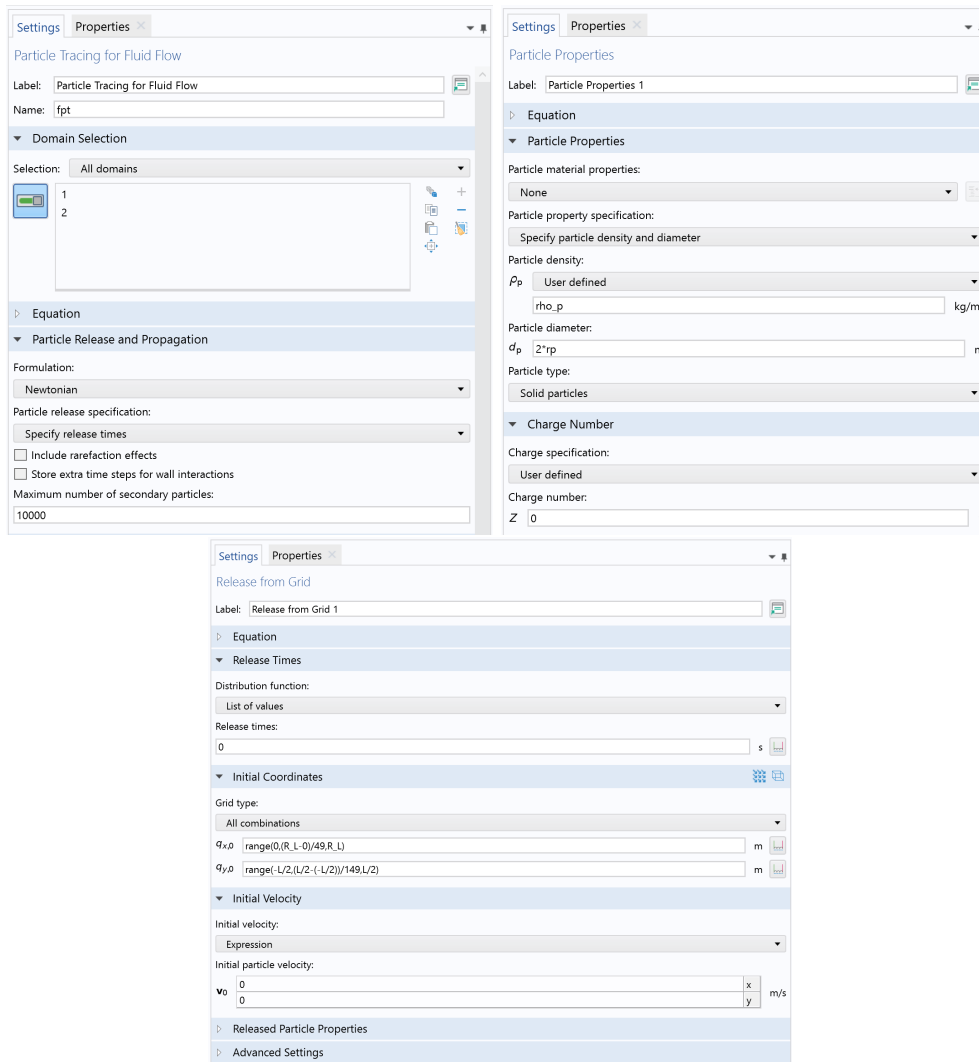 Settings Properties
Particle Tracing for Fluid Flow
Label: Particle Tracing for Fluid Flow
Name: fpt
Domain Selection
Selection: All domains
1
2
Equation
Particle Release and Propagation
Formulation:
Newtonian
Particle release specification:
Specify release times
Include rarefaction effects
Store extra time steps for wall interactions
Maximum number of secondary particles:
10000
Settings Properties
Particle Properties
Label: Particle Properties 1
Equation
Particle Properties
Particle material properties:
None
Particle property specification:
Specify particle density and diameter
Particle density:
ρp User defined
rho_p kg/m
Particle diameter:
dp 2*rp
Particle type:
Solid particles
Charge Number
Charge specification:
User defined
Charge number:
Z 0
Settings Properties
Release from Grid
Label: Release from Grid 1
Equation
Release Times
Distribution function:
List of values
Release times:
0 s
Initial Coordinates
Grid type:
All combinations
qx,0 range(0,(R_L-0)/49,R_L) m
qy,0 range(-L/2,(L/2-(-L/2))/149,L/2) m
Initial Velocity
Initial velocity:
Expression
Initial particle velocity:
v0 0 x m/s
0 y
Released Particle Properties
Advanced Settings